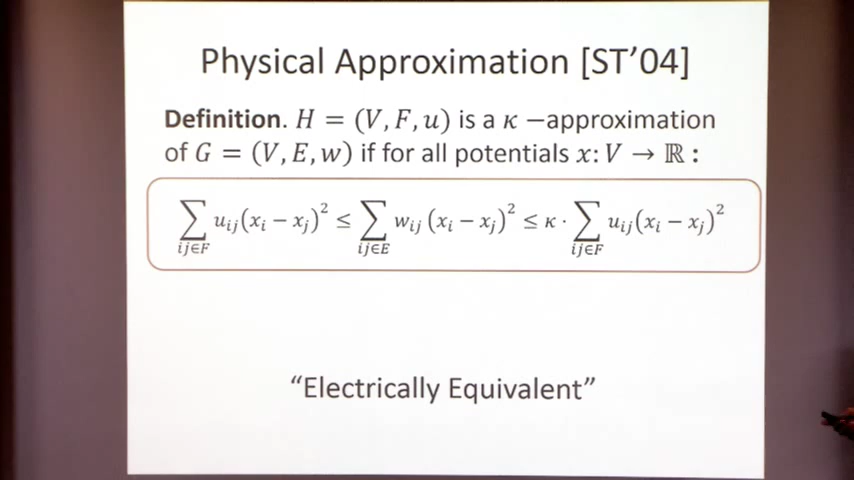 Physical Approximation [ST’04]
Definition. H = (V, F, u) is a κ −approximation
of G = (V, E, w) if for all potentials x: V → ℝ :
∑_{ij∈F} u_{ij}(x_i − x_j)^2 ≤ ∑_{ij∈E} w_{ij} (x_i − x_j)^2 ≤ κ · ∑_{ij∈F} u_{ij}(x_i − x_j)^2
“Electrically Equivalent”